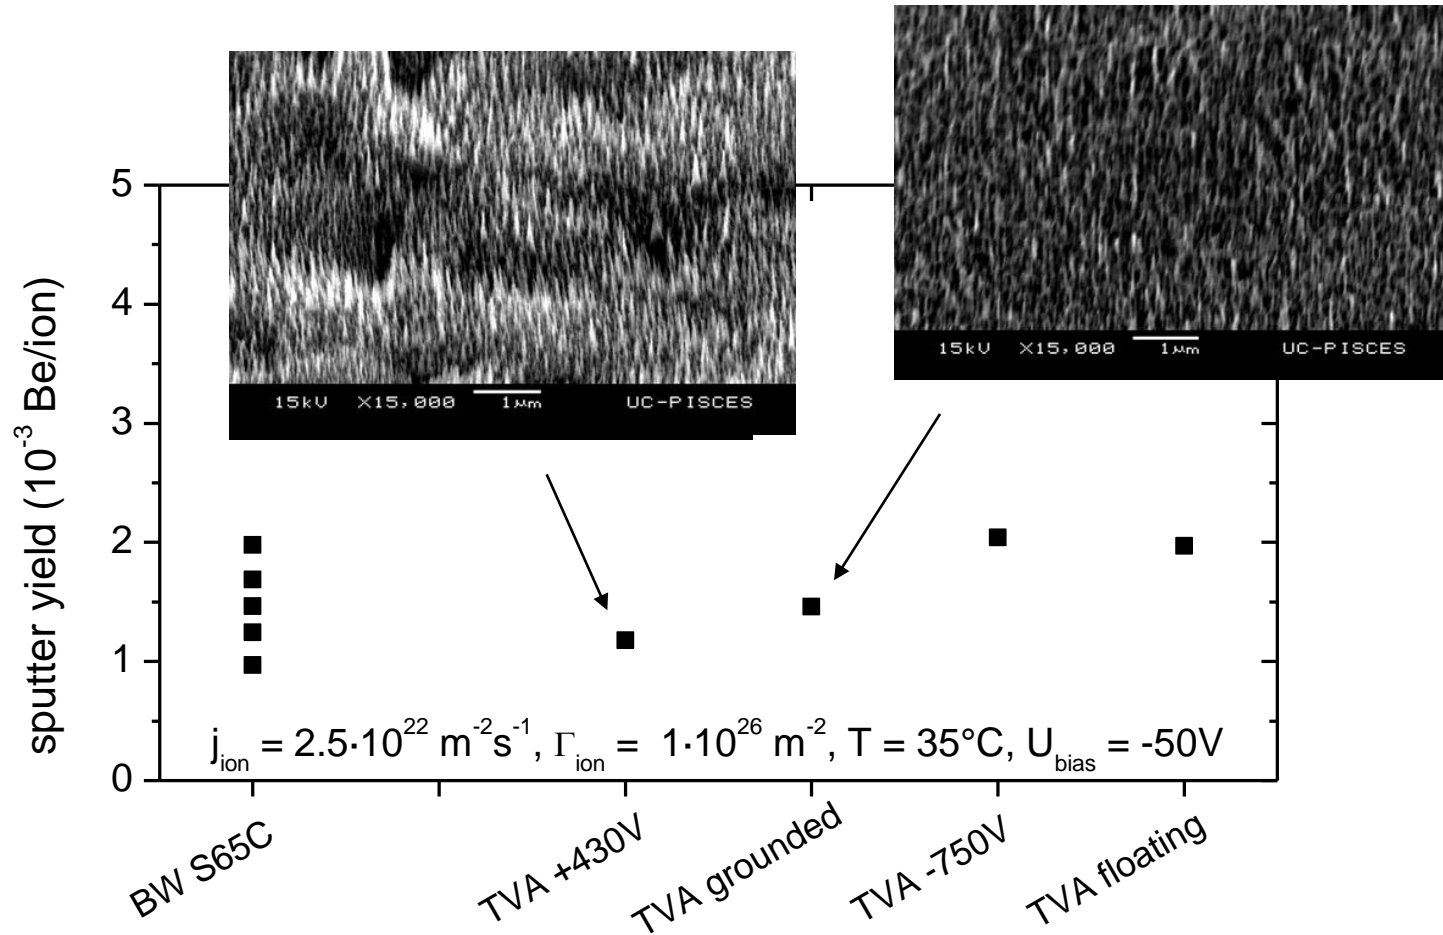 15kV X15,000 1μm UC-PISCES
15kV X15,000 1μm UC-PISCES
sputter yield (10⁻³ Be/ion)
5
4
3
2
1
0
j_ion = 2.5·10²² m⁻²s⁻¹, Γ_ion = 1·10²⁶ m⁻², T = 35°C, U_bias = -50V
BW S65C
TVA +430V
TVA grounded
TVA -750V
TVA floating